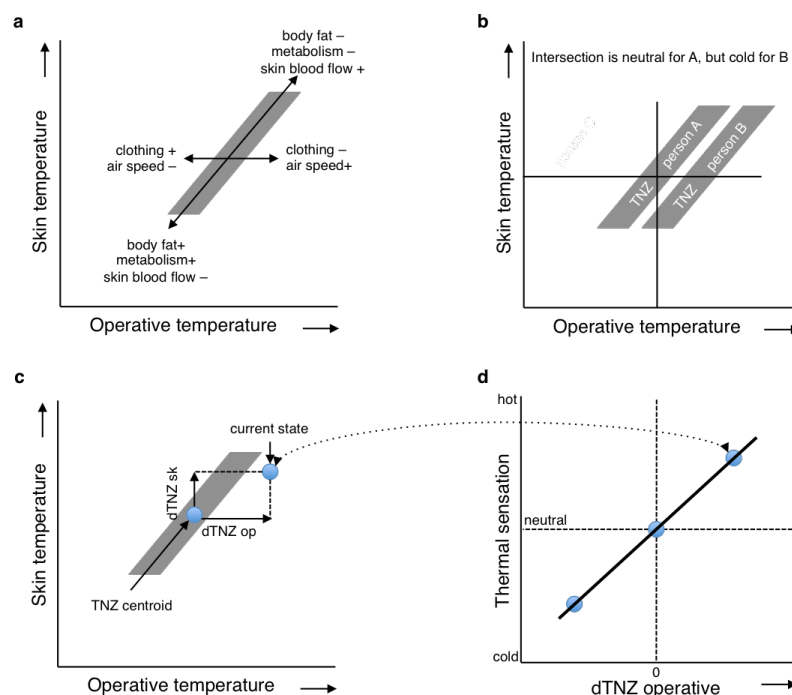 a
body fat –
metabolism –
skin blood flow +
clothing +
air speed –
clothing –
air speed+
body fat+
metabolism+
skin blood flow –
Skin temperature
Operative temperature
b
Intersection is neutral for A, but cold for B
TNZ person A
TNZ person B
Skin temperature
Operative temperature
c
current state
dTNZ sk
dTNZ op
TNZ centroid
Skin temperature
Operative temperature
d
hot
neutral
cold
Thermal sensation
0
dTNZ operative